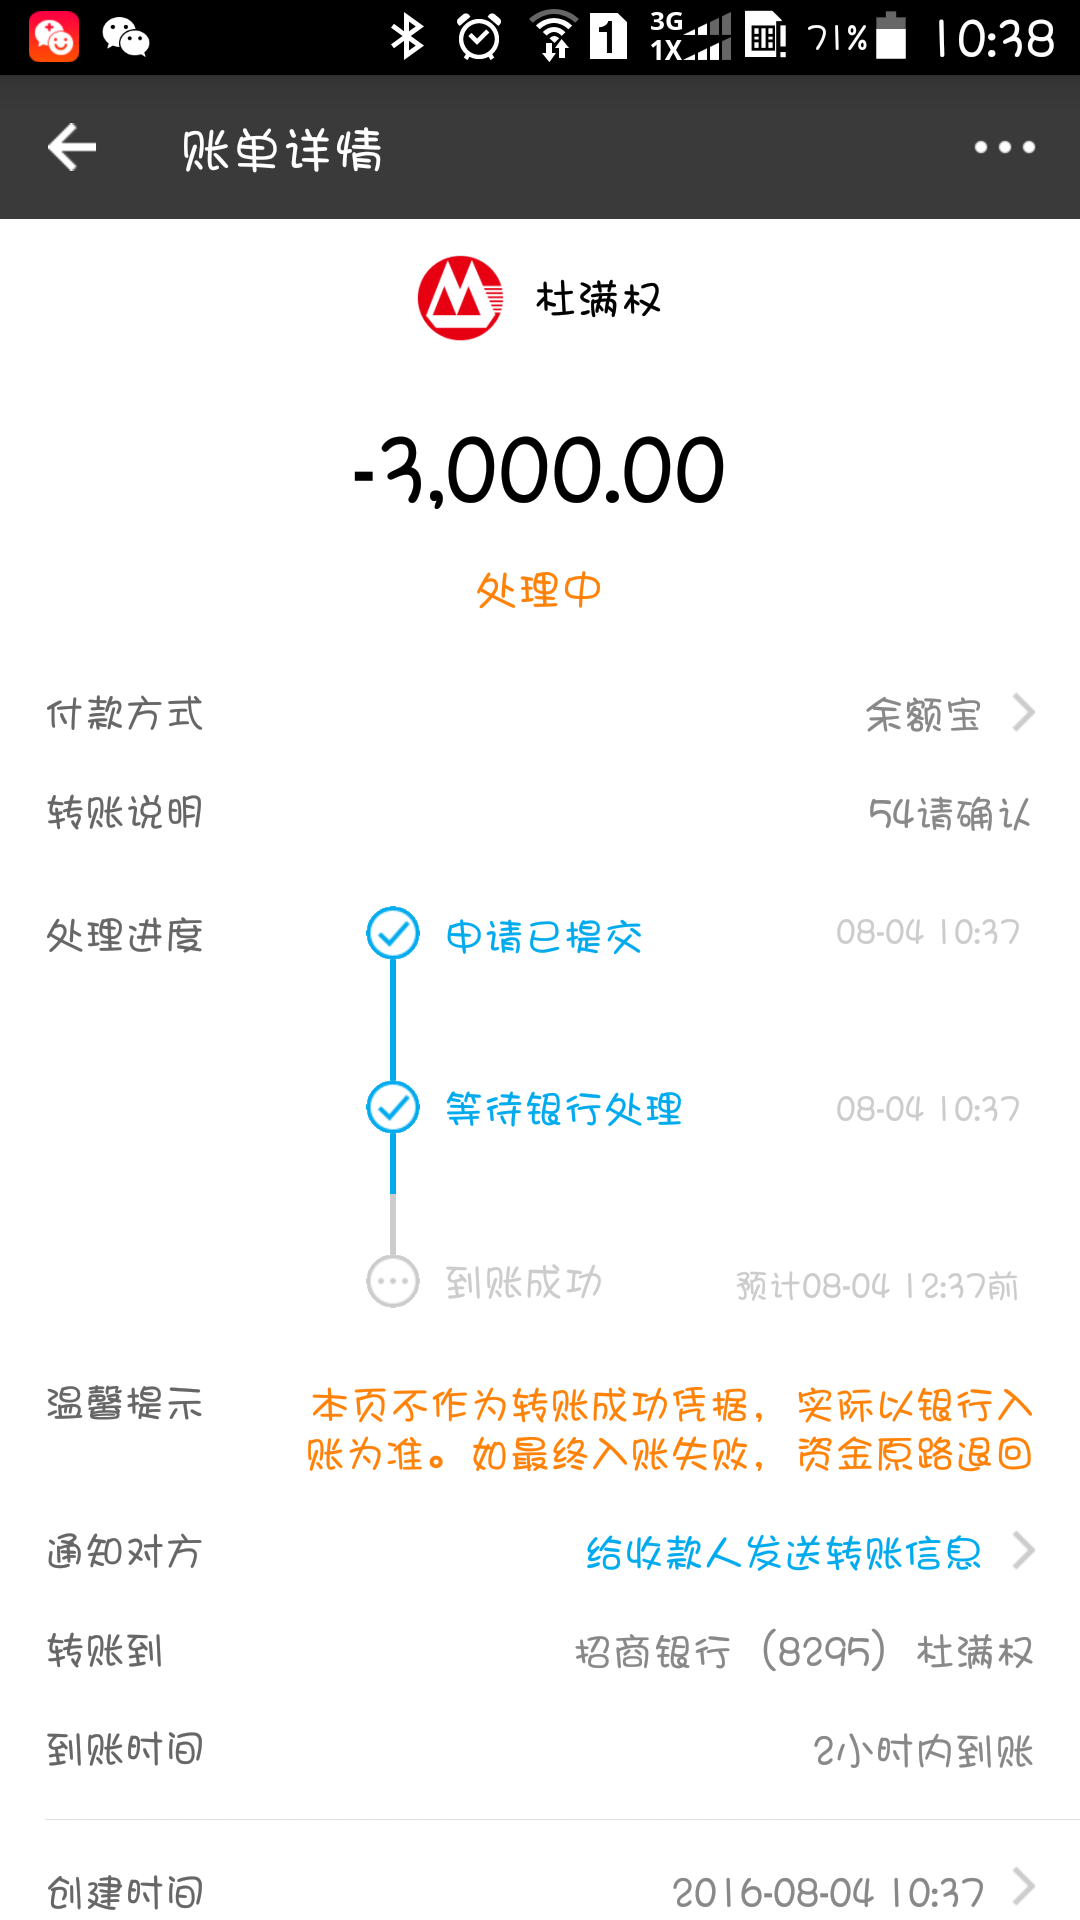 3G
1X
1
71%
10:38
账单详情
杜满权
-3,000.00
处理中
付款方式 余额宝
转账说明 54请确认
处理进度 申请已提交 08-04 10:37
等待银行处理 08-04 10:37
到账成功 预计08-04 12:37前
温馨提示 本页不作为转账成功凭据，实际以银行入
账为准。如最终入账失败，资金原路退回
通知对方 给收款人发送转账信息
转账到 招商银行（8295）杜满权
到账时间 2小时内到账
创建时间 2016-08-04 10:37